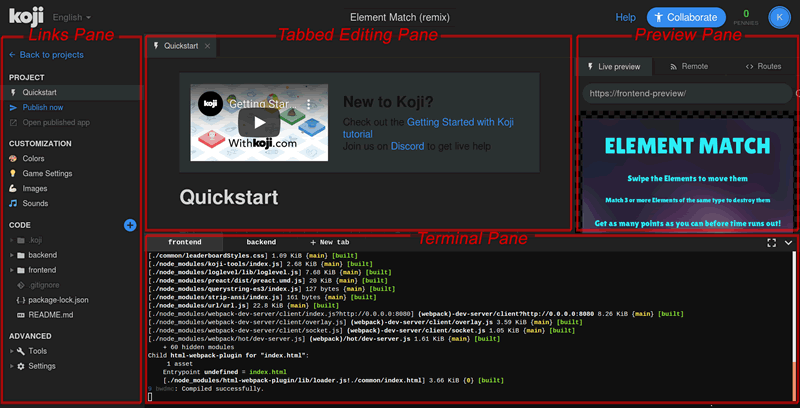 koji
English
Element Match (remix)
Help
Collaborate
0
PENNIES
K
Links Pane
Tabbed Editing Pane
Preview Pane
Back to projects
PROJECT
Quickstart
Publish now
Open published app
CUSTOMIZATION
Colors
Game Settings
Images
Sounds
CODE
.koji
backend
frontend
.gitignore
package-lock.json
README.md
ADVANCED
Tools
Settings
Quickstart
koji
Getting Star...
Withkoji.com
New to Koji?
Check out the Getting Started with Koji
tutorial
Join us on Discord to get live help
Quickstart
Live preview
Remote
Routes
https://frontend-preview/
ELEMENT MATCH
Swipe the Elements to move them
Match 3 or more Elements of the same type to destroy them
Get as many points as you can before time runs out!
Terminal Pane
frontend
backend
+ New tab
[./common/leaderboardStyles.css] 1.09 KiB {main} [built]
[./node_modules/koji-tools/index.js] 2.68 KiB {main} [built]
[./node_modules/loglevel/lib/loglevel.js] 7.68 KiB {main} [built]
[./node_modules/preact/dist/preact.umd.js] 20 KiB {main} [built]
[./node_modules/querystring-es3/index.js] 127 bytes {main} [built]
[./node_modules/strip-ansi/index.js] 161 bytes {main} [built]
[./node_modules/url/url.js] 22.8 KiB {main} [built]
[./node_modules/webpack-dev-server/client/index.js?http://0.0.0.0:8080] (webpack)-dev-server/client?http://0.0.0.0:8080 8.26 KiB {main} [built]
[./node_modules/webpack-dev-server/client/overlay.js] (webpack)-dev-server/client/overlay.js 3.59 KiB {main} [built]
[./node_modules/webpack-dev-server/client/socket.js] (webpack)-dev-server/client/socket.js 1.05 KiB {main} [built]
[./node_modules/webpack/hot/dev-server.js] (webpack)/hot/dev-server.js 1.61 KiB {main} [built]
+ 60 hidden modules
Child html-webpack-plugin for "index.html":
1 asset
Entrypoint undefined = index.html
[./node_modules/html-webpack-plugin/lib/loader.js!./common/index.html] 3.66 KiB {0} [built]
: Compiled successfully.